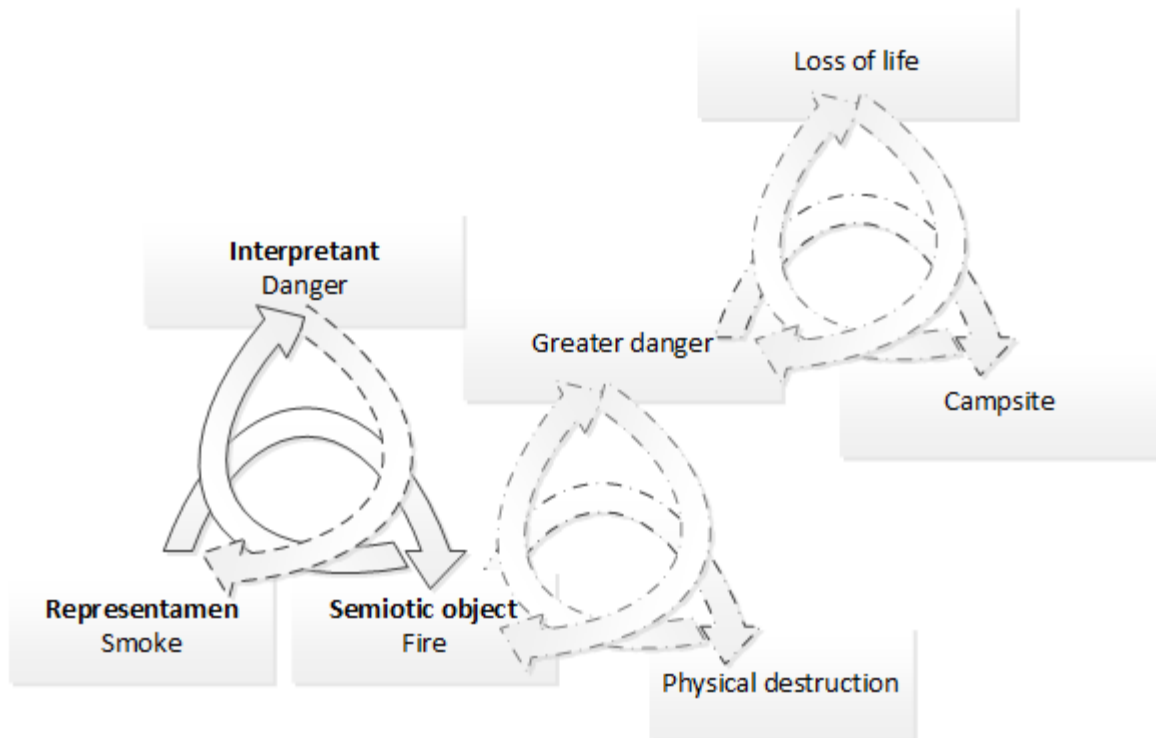 Loss of life
Interpretant
Danger
Greater danger
Campsite
Representamen
Smoke
Semiotic object
Fire
Physical destruction